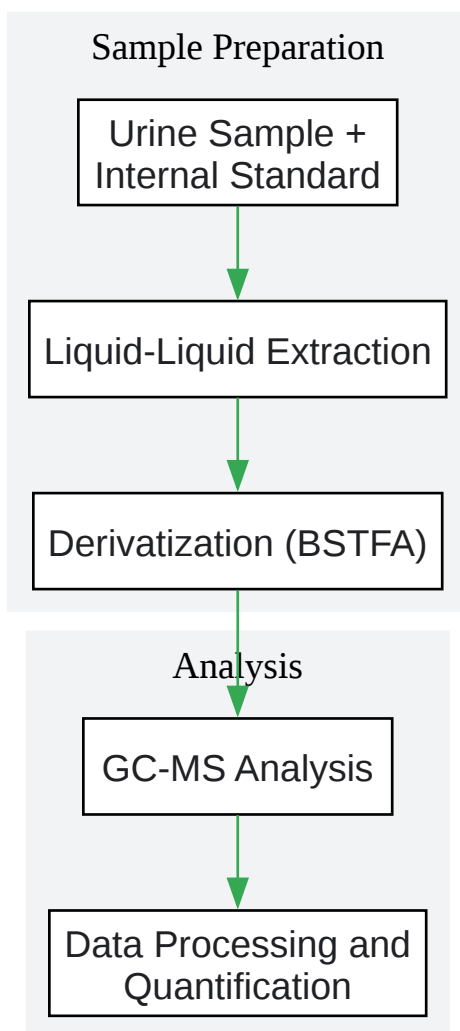 Sample Preparation
Urine Sample +
Internal Standard
Liquid-Liquid Extraction
Derivatization (BSTFA)
Analysis
GC-MS Analysis
Data Processing and
Quantification